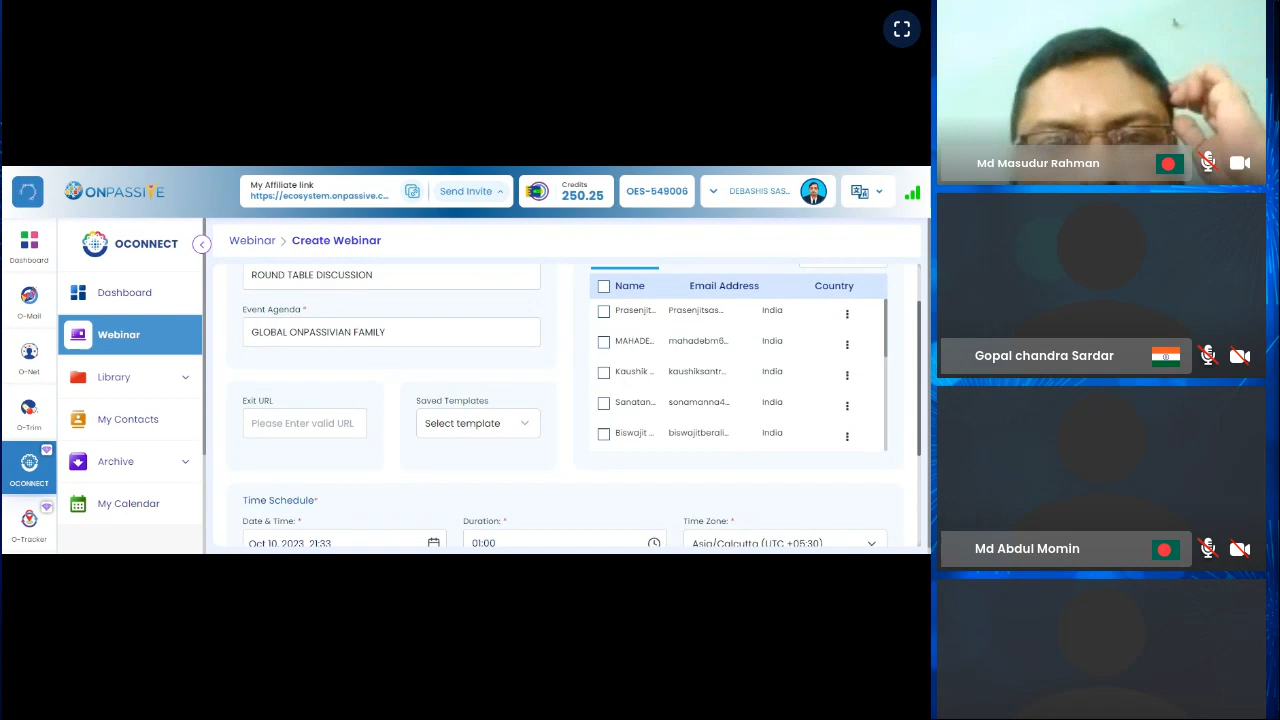 ONPASSIVE
My Affiliate link
https://ecosystem.onpassive.c...
Send Invite
Credits
250.25
OES-549006
DEBASHIS SAS..
Dashboard
O-Mail
O-Net
O-Trim
OCONNECT
O-Tracker
OCONNECT
Dashboard
Webinar
Library
My Contacts
Archive
My Calendar
Webinar > Create Webinar
ROUND TABLE DISCUSSION
Event Agenda *
GLOBAL ONPASSIVIAN FAMILY
Exit URL
Please Enter valid URL
Saved Templates
Select template
Name Email Address Country
Prasenjit... Prasenjitsas... India
MAHADE... mahadebm6... India
Kaushik ... kaushiksantr... India
Sanatan... sonamanna4... India
Biswajit ... biswajitberali... India
Time Schedule*
Date & Time: *
Oct 10, 2023, 21:33
Duration: *
01:00
Time Zone: *
Asia/Calcutta (UTC +05:30)
Md Masudur Rahman
Gopal chandra Sardar
Md Abdul Momin